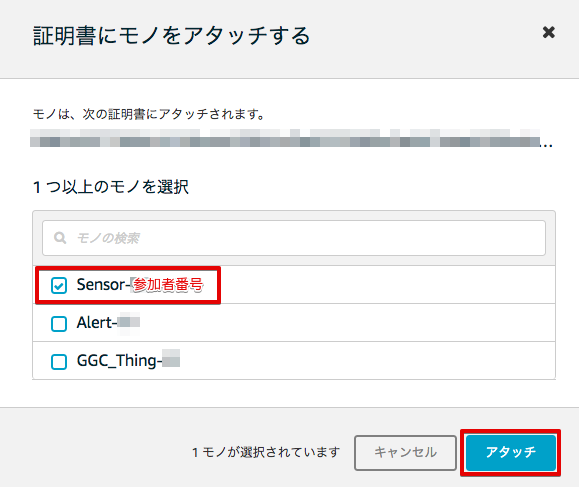 証明書にモノをアタッチする
モノは、次の証明書にアタッチされます。
...
1 つ以上のモノを選択
モノの検索
Sensor-参加者番号
Alert-
GGC_Thing-
1 モノが選択されています
キャンセル
アタッチ